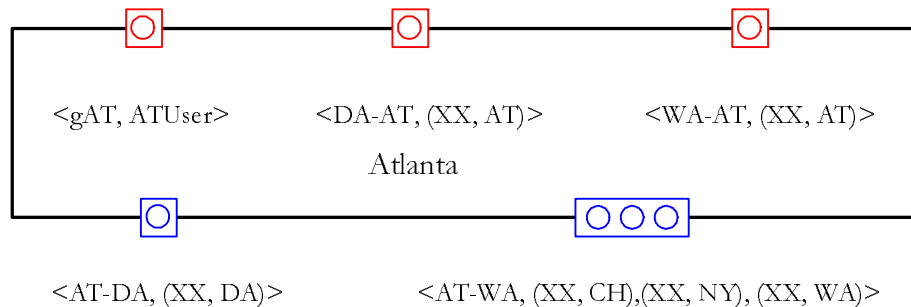 <gAT, ATUser> <DA-AT, (XX, AT)> <WA-AT, (XX, AT)>
Atlanta
<AT-DA, (XX, DA)> <AT-WA, (XX, CH),(XX, NY), (XX, WA)>